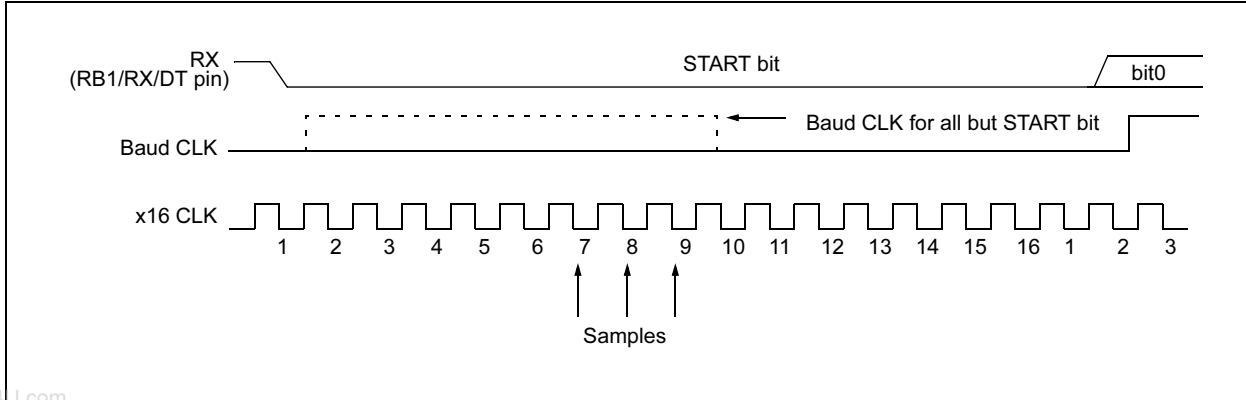 RX
(RB1/RX/DT pin)
START bit
bit0
Baud CLK for all but START bit
Baud CLK
x16 CLK
1 2 3 4 5 6 7 8 9 10 11 12 13 14 15 16 1 2 3
Samples